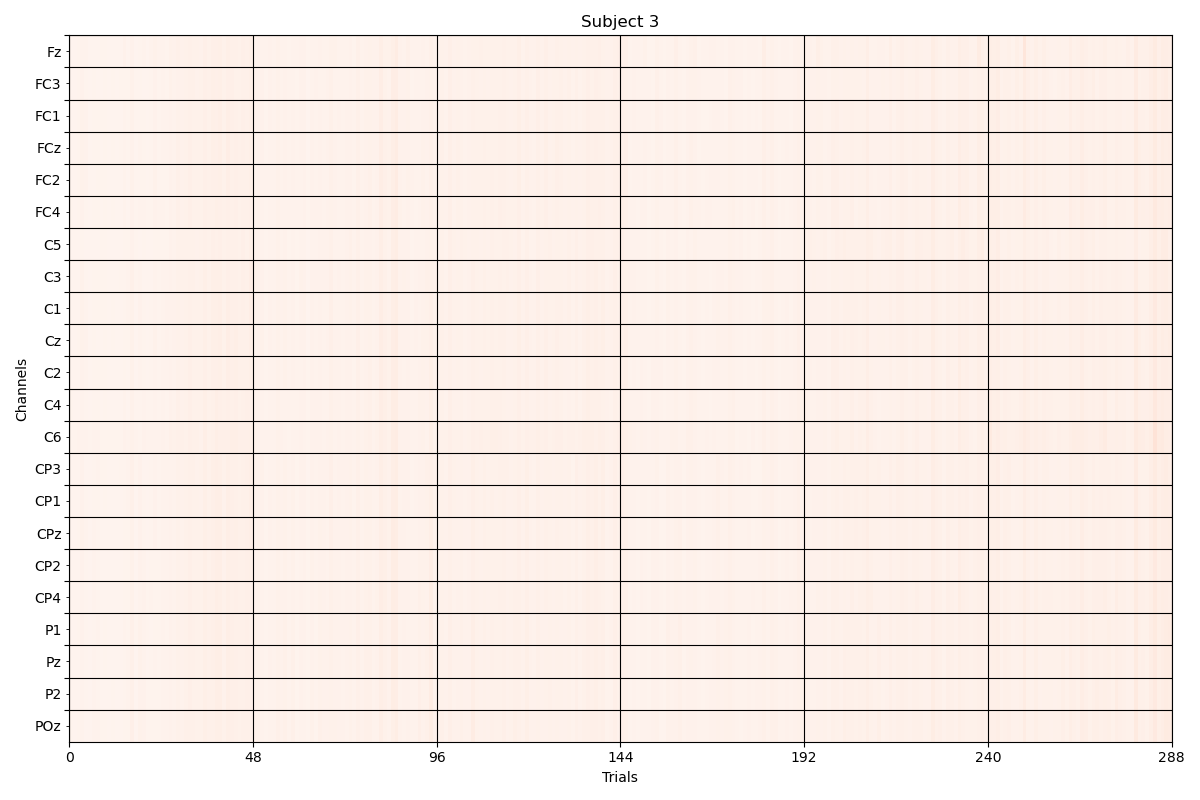 Subject 3
Fz
FC3
FC1
FCz
FC2
FC4
C5
C3
C1
Cz
C2
C4
C6
CP3
CP1
CPz
CP2
CP4
P1
Pz
P2
POz
Channels
0 48 96 144 192 240 288
Trials